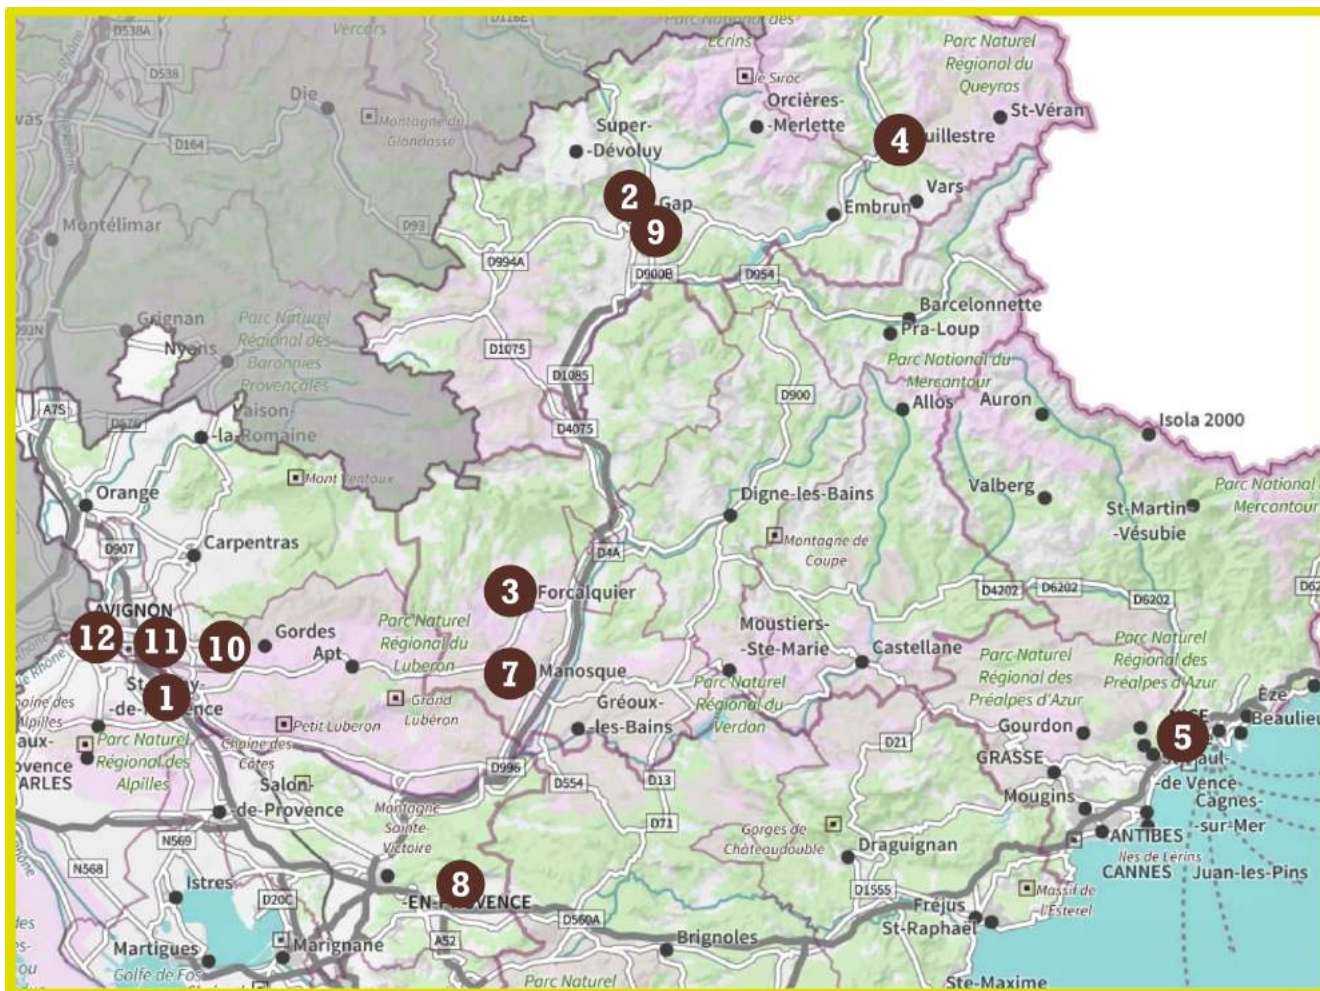 D538A
D118E
Parc National des
Ecrins
Vercors
Parc Naturel
Régional du
Queyras
D538
Die
le Sirac
Orcières-
-Merlette
St-Véran
Montagne du
Glandasse
Super-
-Dévoluy
4
uillestre
D164
2
Gap
Vars
Embrun
9
D93
Montélimar
D994A
D900B
D954
Barcelonnette
Pra-Loup
Grignan
Parc Naturel
Régional des
Baronnies
Provençales
Nyons
D1075
Parc National du
Mercantour
D1085
D900
Allos
Auron
A7S
Vaison-
-la-Romaine
D4075
Isola 2000
Mont Ventoux
Orange
Digne-les-Bains
Valberg
Parc National
Mercantour
St-Martin
-Vésubie
D907
Carpentras
D4A
Montagne de
Coupe
3
Forcalquier
D4202
D6202
D6202
AVIGNON
12
11
10
Gordes
Apt
Parc Naturel
Régional du
Luberon
Moustiers-
-Ste-Marie
Castellane
Parc Naturel
Régional des
Préalpes d'Azur
Parc Naturel
Régional des
Préalpes d'Azur
7
Manosque
1
-de-
Grand
Lubéron
Petit Luberon
Gréoux-
-les-Bains
Parc Naturel
Régional du
Verdon
Èze
Beaulieu
Gourdon
5
Parc Naturel
Régional des
Alpilles
Chaîne des
Côtes
D996
D554
D13
D21
GRASSE
-de Vence
Salon-
-de-Provence
Montagne
Sainte-
Victoire
D71
Gorges de
Châteaudouble
Mougins
Cagnes-
-sur-Mer
N569
Draguignan
ANTIBES
Iles de Lérins
CANNES
Juan-les-Pins
N568
Istres
8
-EN-PROVENCE
D20C
D560A
D1555
Fréjus
St-Raphaël
Massif de
l'Esterel
A52
Brignoles
Martigues
Marignane
Golfe de Fos
Parc Naturel
Ste-Maxime